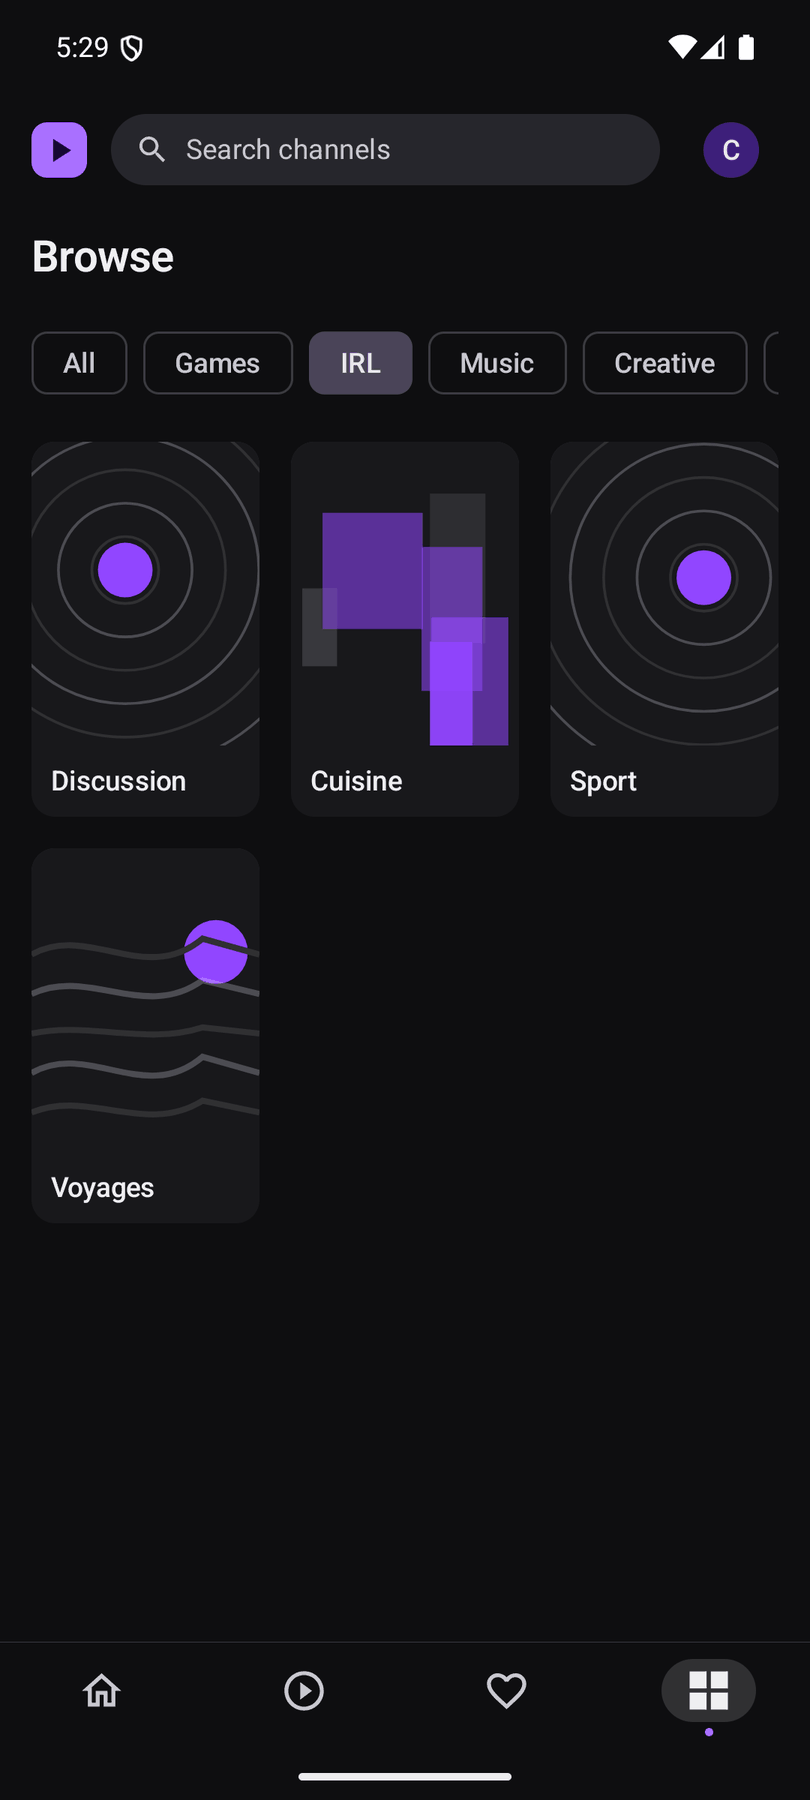 5:29
Search channels
C
Browse
All
Games
IRL
Music
Creative
Discussion
Cuisine
Sport
Voyages